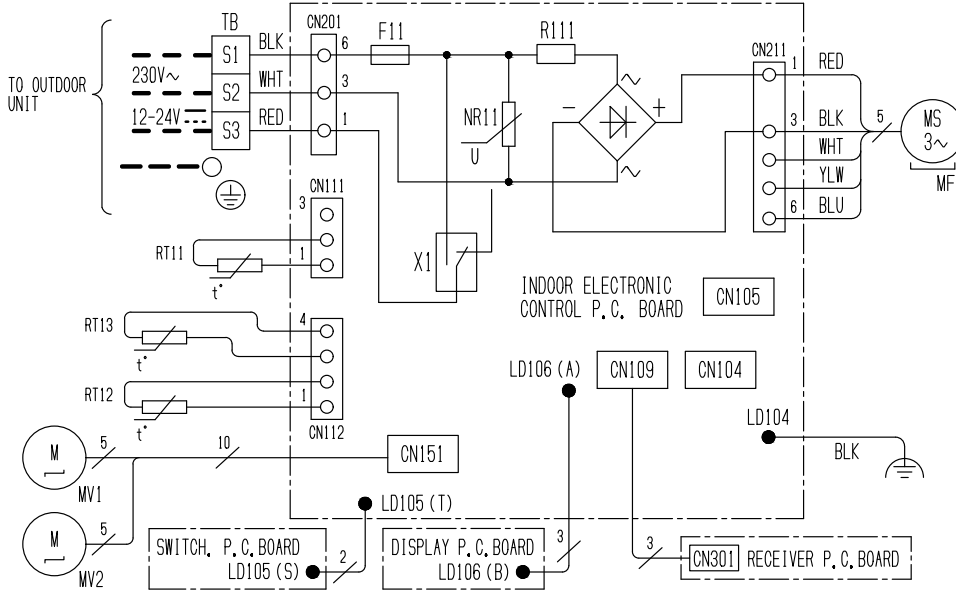 TB
CN201
F11
R111
CN211
TO OUTDOOR
UNIT
230V~
12-24V
S1
S2
S3
BLK
WHT
RED
6
3
1
NR11
U
~
~
-
+
1
3
6
RED
BLK
WHT
YLW
BLU
5
MS
3~
MF
CN111
3
1
RT11
t°
X1
INDOOR ELECTRONIC
CONTROL P.C. BOARD
CN105
RT13
t°
4
RT12
t°
1
CN112
LD106 (A)
CN109
CN104
LD104
BLK
M
5
10
CN151
MV1
M
5
MV2
LD105 (T)
SWITCH. P.C.BOARD
LD105 (S)
2
DISPLAY P.C.BOARD
LD106 (B)
3
3
CN301 RECEIVER P.C.BOARD